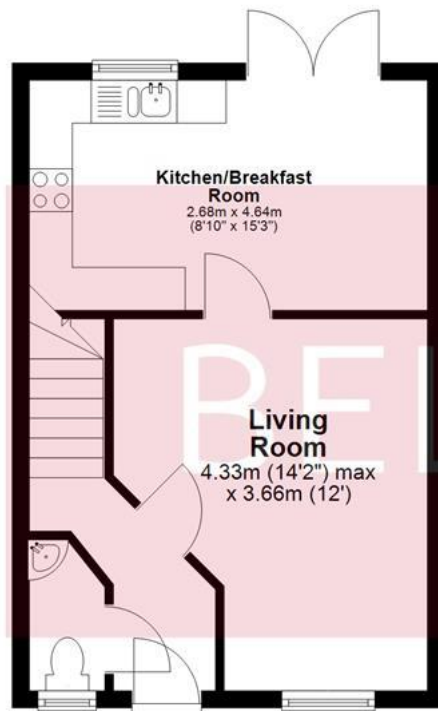 Kitchen/Breakfast
Room
2.68m x 4.64m
(8'10" x 15'3")
BEL
Living
Room
4.33m (14'2") max
x 3.66m (12')